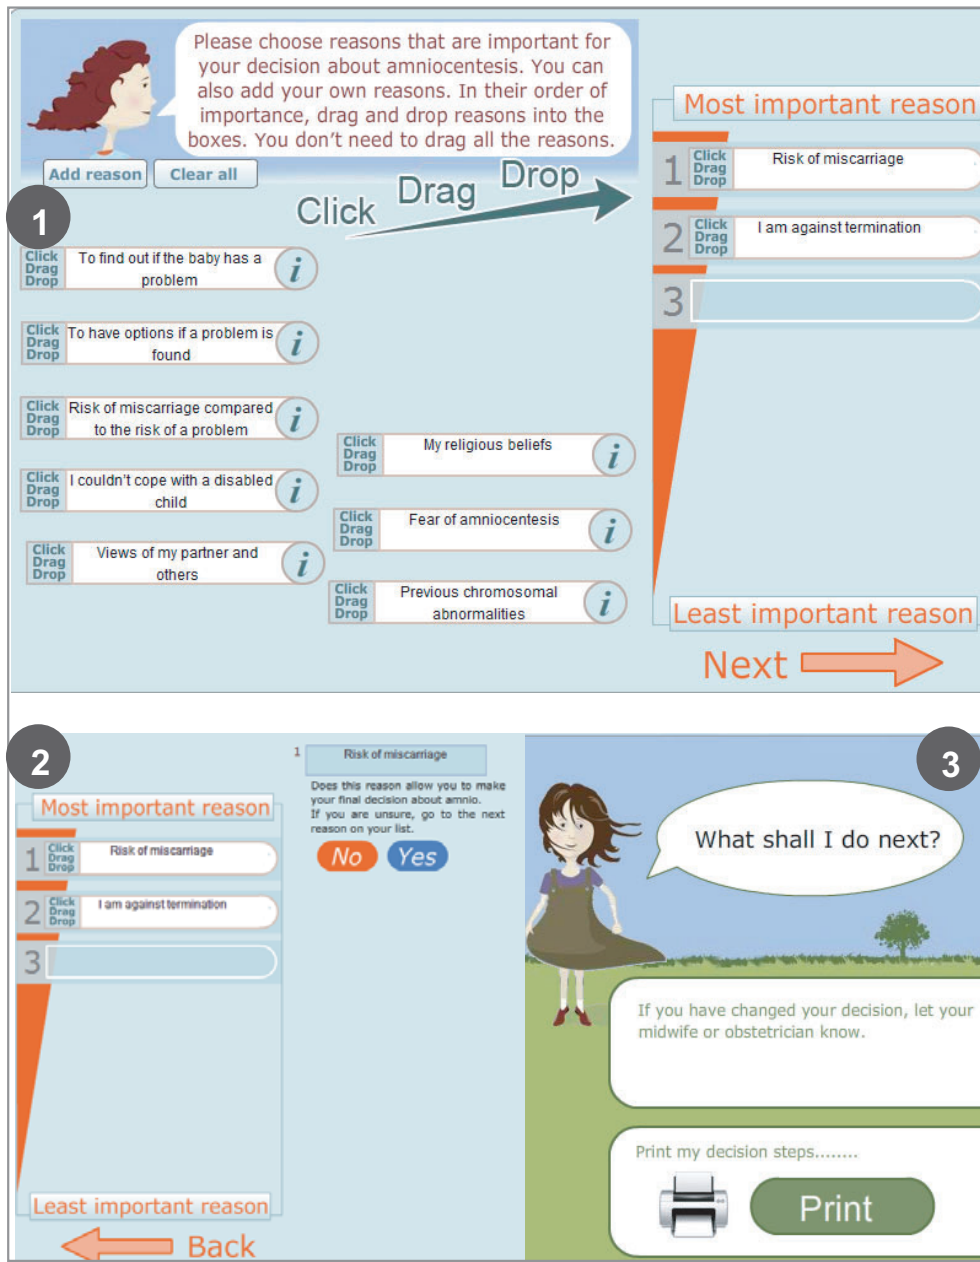 Please choose reasons that are important for
your decision about amniocentesis. You can
also add your own reasons. In their order of
importance, drag and drop reasons into the
boxes. You don't need to drag all the reasons.
Add reason
Clear all
Click
Drag
Drop
1
Click
Drag
Drop
To find out if the baby has a
problem
i
Click
Drag
Drop
To have options if a problem is
found
i
Click
Drag
Drop
Risk of miscarriage compared
to the risk of a problem
i
Click
Drag
Drop
I couldn't cope with a disabled
child
i
Click
Drag
Drop
Views of my partner and
others
i
Click
Drag
Drop
My religious beliefs
i
Click
Drag
Drop
Fear of amniocentesis
i
Click
Drag
Drop
Previous chromosomal
abnormalities
i
Most important reason
1
Click
Drag
Drop
Risk of miscarriage
2
Click
Drag
Drop
I am against termination
3
Least important reason
Next
2
Most important reason
1
Click
Drag
Drop
Risk of miscarriage
2
Click
Drag
Drop
I am against termination
3
Least important reason
Back
1
Risk of miscarriage
Does this reason allow you to make
your final decision about amnio.
If you are unsure, go to the next
reason on your list.
No
Yes
3
What shall I do next?
If you have changed your decision, let your
midwife or obstetrician know.
Print my decision steps........
Print